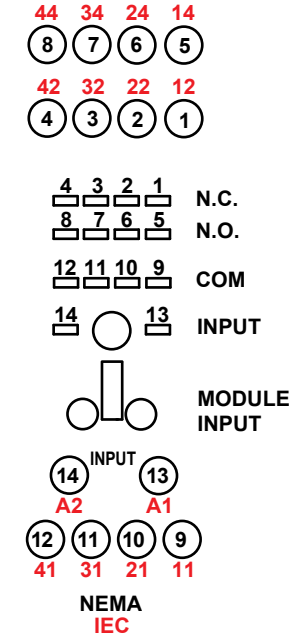 44 34 24 14
8 7 6 5
42 32 22 12
4 3 2 1
4 3 2 1 N.C.
8 7 6 5 N.O.
12 11 10 9 COM
14 13 INPUT
MODULE
INPUT
INPUT
14 13
A2 A1
12 11 10 9
41 31 21 11
NEMA
IEC